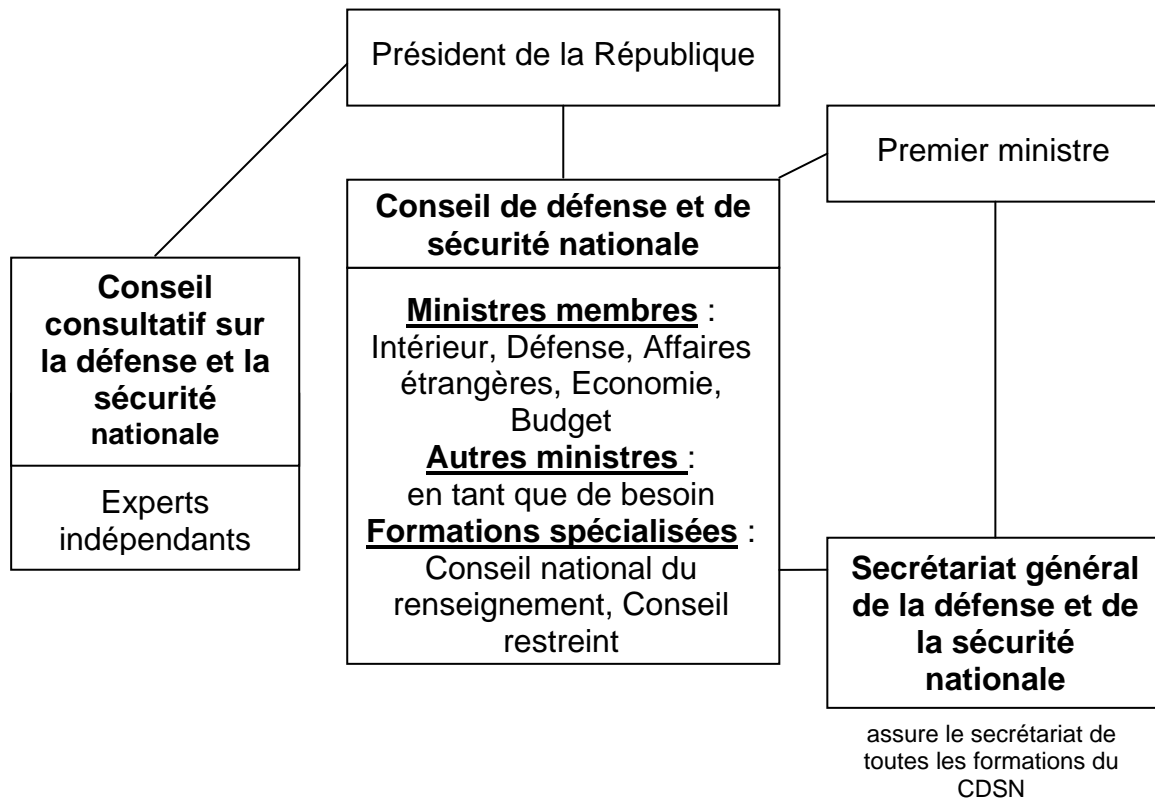 Président de la République
Premier ministre
Conseil de défense et de
sécurité nationale
Conseil
consultatif sur
la défense et la
sécurité
nationale
Experts
indépendants
Ministres membres :
Intérieur, Défense, Affaires
étrangères, Economie,
Budget
Autres ministres :
en tant que de besoin
Formations spécialisées :
Conseil national du
renseignement, Conseil
restreint
Secrétariat général
de la défense et de
la sécurité
nationale
assure le secrétariat de
toutes les formations du
CDSN